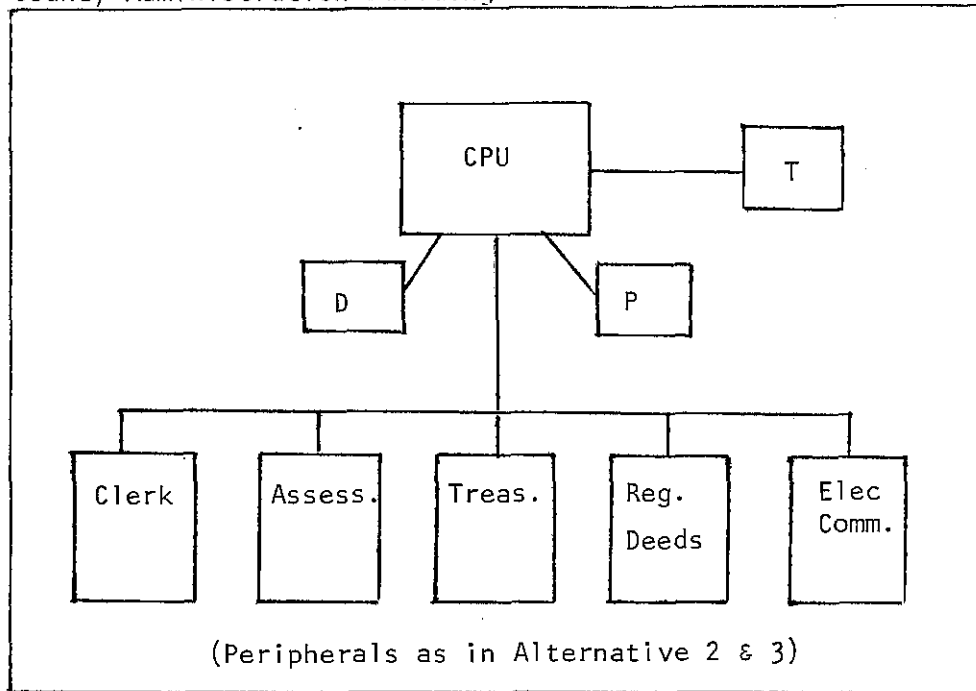 County Administration
CPU
T
D
P
Clerk
Assess.
Treas.
Reg.
Deeds
Elec
Comm.
(Peripherals as in Alternative 2 & 3)